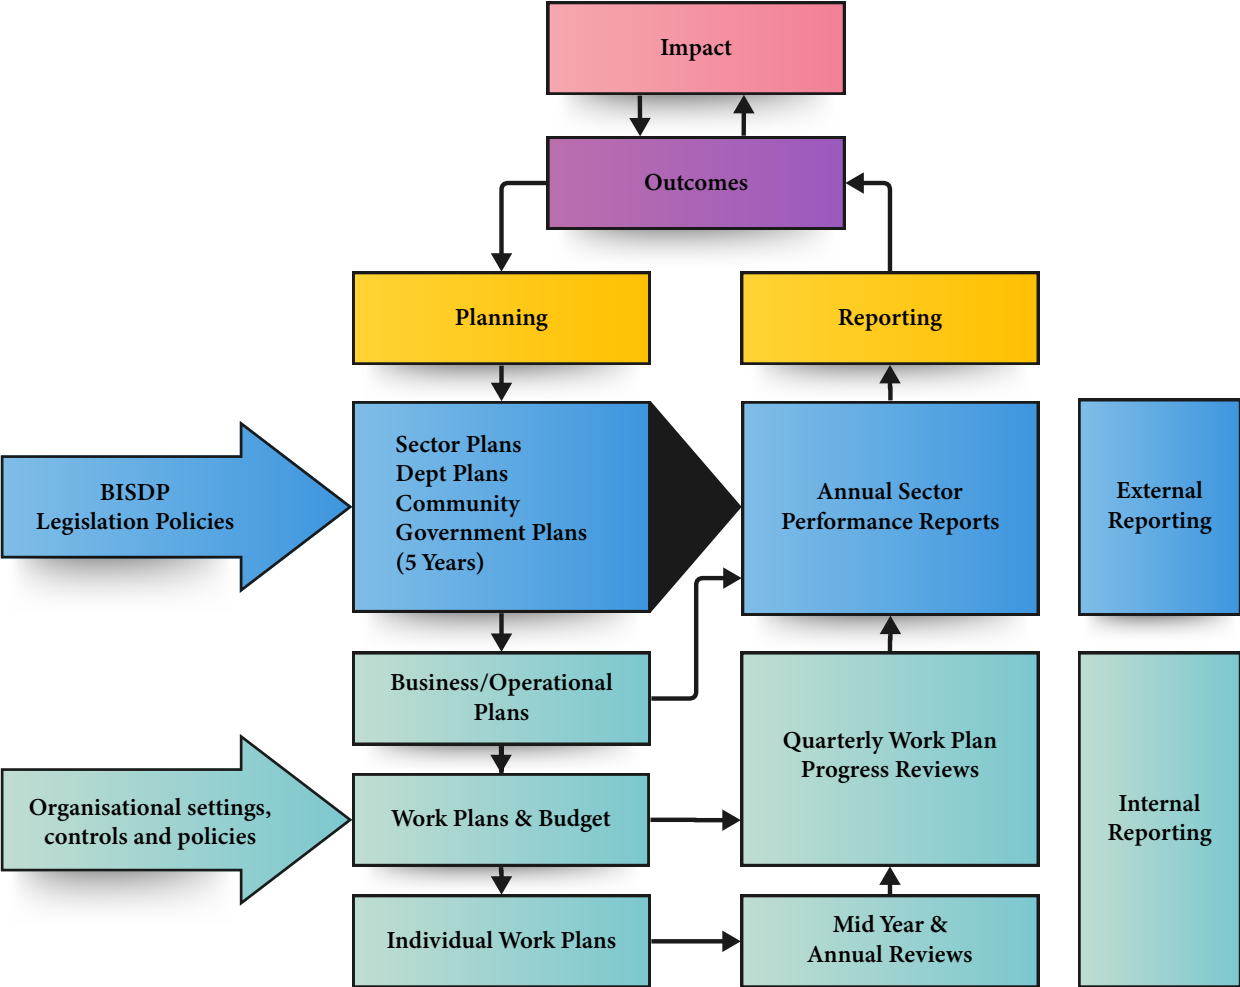 Impact
Outcomes
Planning
Reporting
BISDP
Legislation Policies
Sector Plans
Dept Plans
Community
Government Plans
(5 Years)
Annual Sector
Performance Reports
External
Reporting
Business/Operational
Plans
Quarterly Work Plan
Progress Reviews
Organisational settings,
controls and policies
Work Plans & Budget
Internal
Reporting
Individual Work Plans
Mid Year &
Annual Reviews